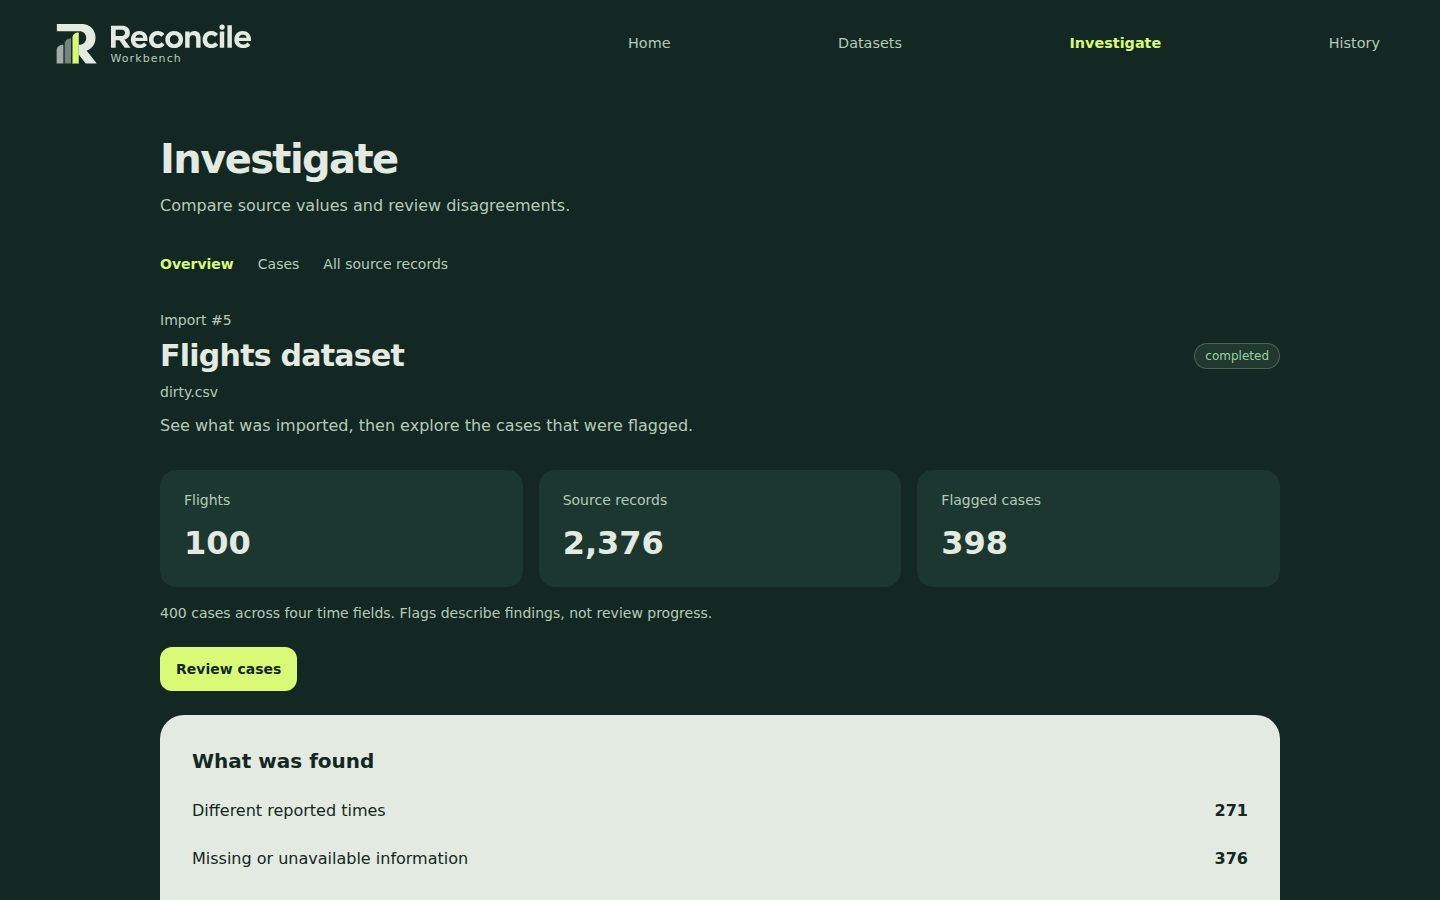 Reconcile
Workbench
Home
Datasets
Investigate
History
Investigate
Compare source values and review disagreements.
Overview
Cases
All source records
Import #5
Flights dataset
completed
dirty.csv
See what was imported, then explore the cases that were flagged.
Flights
Source records
Flagged cases
100
2,376
398
400 cases across four time fields. Flags describe findings, not review progress.
Review cases
What was found
Different reported times
271
Missing or unavailable information
376